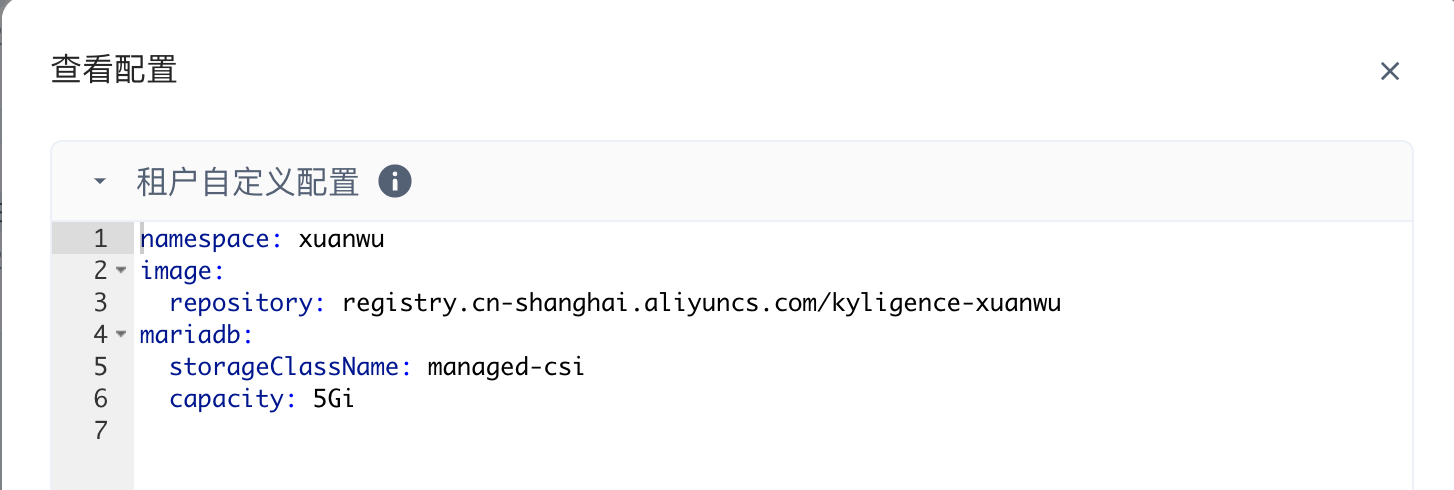 查看配置
租户自定义配置
1 namespace: xuanwu
2 image:
3   repository: registry.cn-shanghai.aliyuncs.com/kyligence-xuanwu
4 mariadb:
5   storageClassName: managed-csi
6   capacity: 5Gi
7